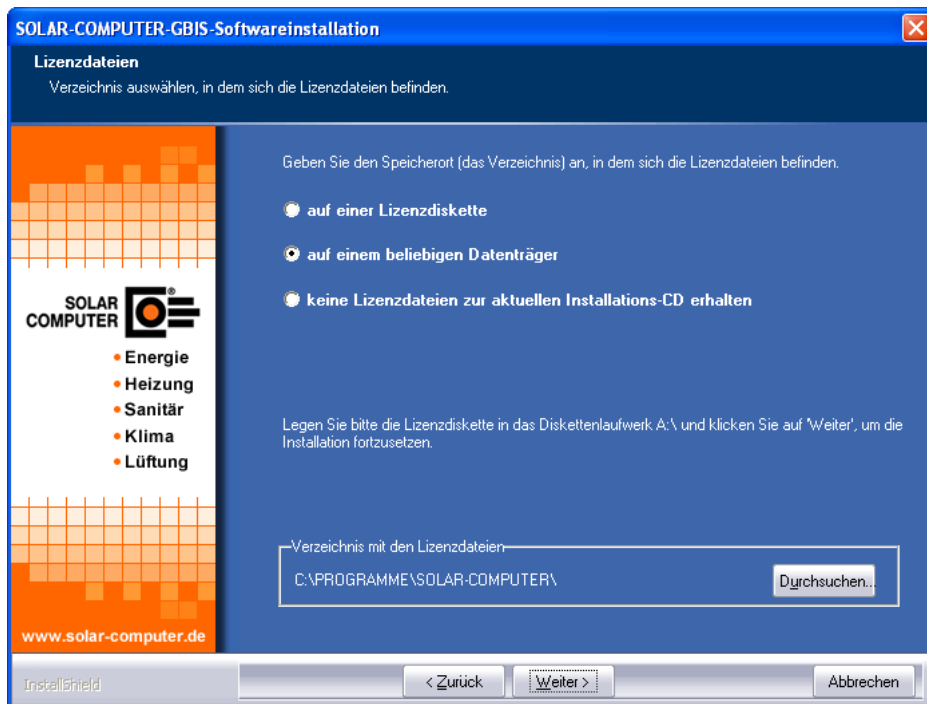 SOLAR-COMPUTER-GBIS-Softwareinstallation
Lizenzdateien
Verzeichnis auswählen, in dem sich die Lizenzdateien befinden.
Geben Sie den Speicherort (das Verzeichnis) an, in dem sich die Lizenzdateien befinden.
auf einer Lizenzdiskette
auf einem beliebigen Datenträger
keine Lizenzdateien zur aktuellen Installations-CD erhalten
SOLAR
COMPUTER
®
• Energie
• Heizung
• Sanitär
• Klima
• Lüftung
Legen Sie bitte die Lizenzdiskette in das Diskettenlaufwerk A:\ und klicken Sie auf 'Weiter', um die
Installation fortzusetzen.
Verzeichnis mit den Lizenzdateien
C:\PROGRAMME\SOLAR-COMPUTER\
Durchsuchen...
www.solar-computer.de
InstallShield
< Zurück
Weiter >
Abbrechen